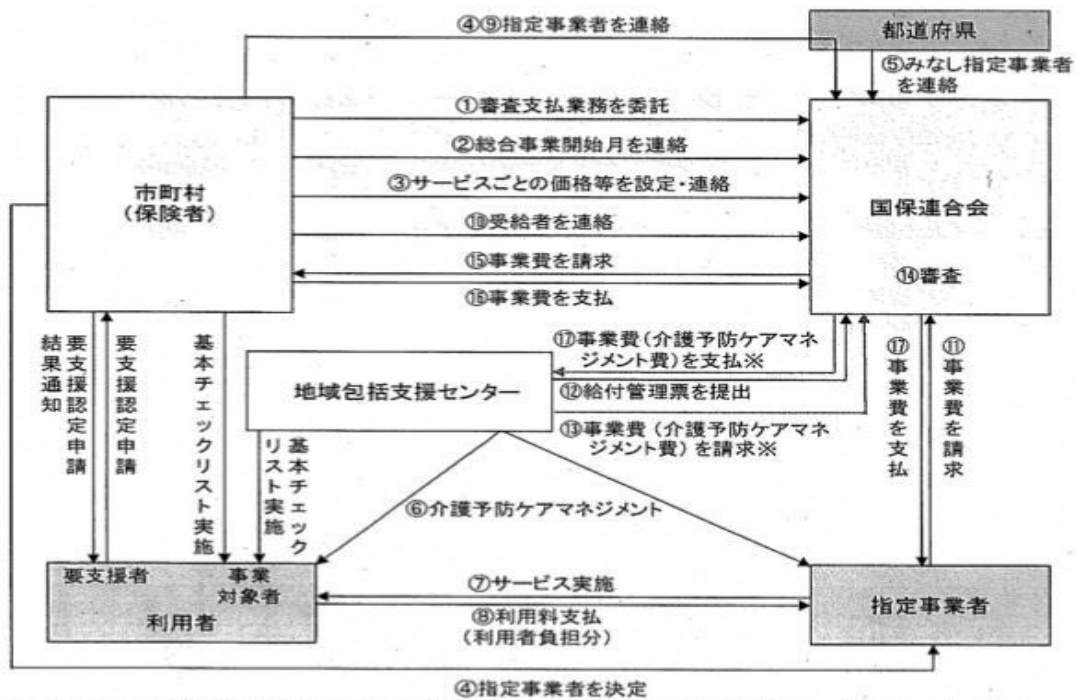 ④⑨指定事業者を連絡
都道府県
⑤みなし指定事業者
を連絡
①審査支払業務を委託
②総合事業開始月を連絡
③サービスごとの価格等を設定・連絡
市町村
(保険者)
国保連合会
⑩受給者を連絡
⑮事業費を請求
⑭審査
⑯事業費を支払
要支援認定申請
結果通知
要支援認定申請
基本チェックリスト実施
地域包括支援センター
⑰事業費(介護予防ケアマネ
ジメント費)を支払※
⑫給付管理票を提出
⑬事業費(介護予防ケアマネ
ジメント費)を請求※
⑰事業費を支払
⑪事業費を請求
基本チェック
リスト実施
⑥介護予防ケアマネジメント
要支援者
事業
対象者
利用者
⑦サービス実施
⑧利用料支払
(利用者負担分)
指定事業者
④指定事業者を決定